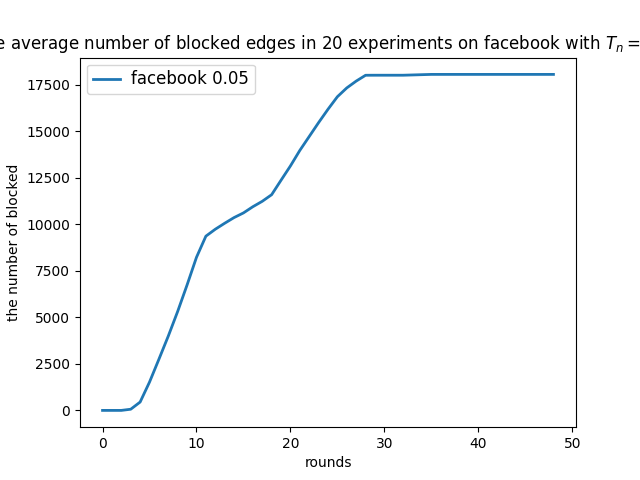 e average number of blocked edges in 20 experiments on facebook with Tn =
facebook 0.05
17500
15000
12500
10000
7500
5000
2500
0
the number of blocked
0 10 20 30 40 50
rounds